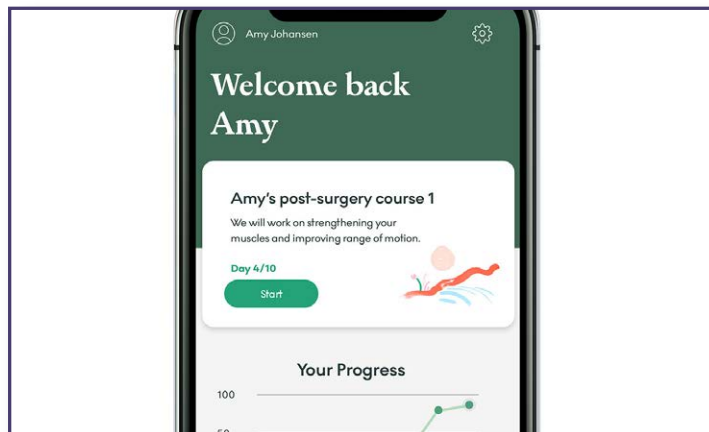 Amy Johansen
Welcome back
Amy
Amy's post-surgery course 1
We will work on strengthening your
muscles and improving range of motion.
Day 4/10
Start
Your Progress
100